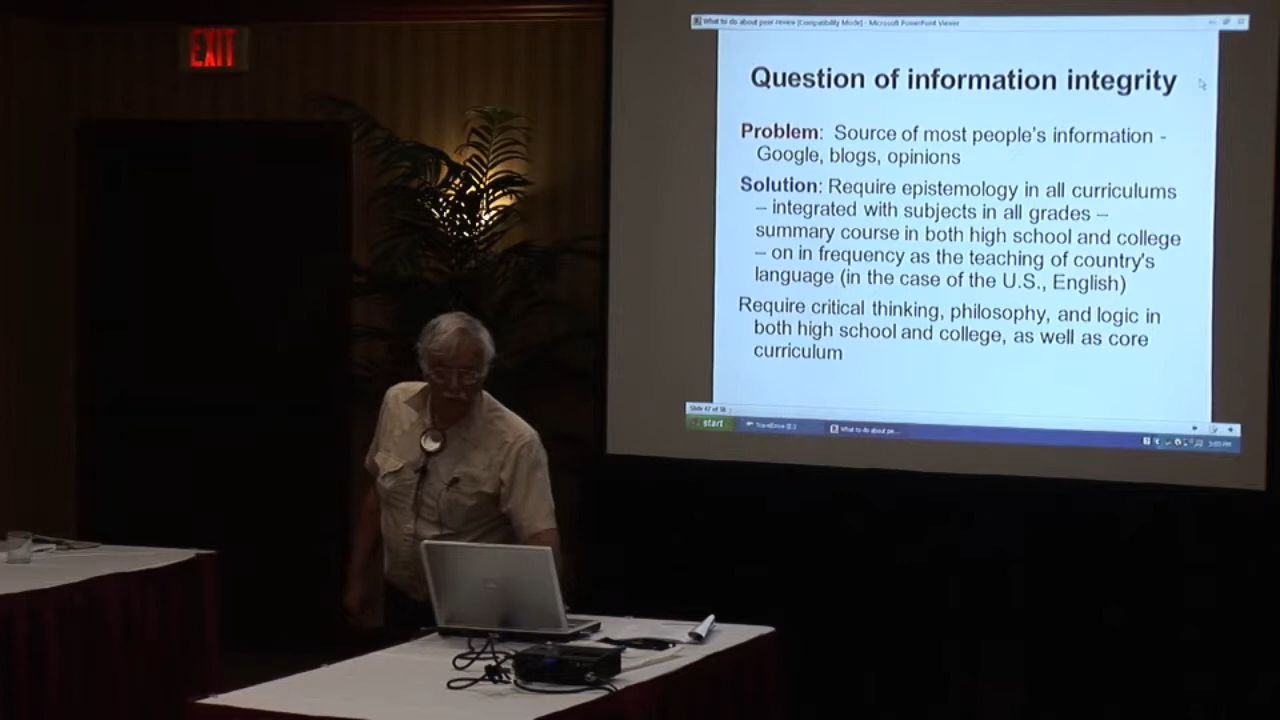 EXIT
What to do about peer review [Compatibility Mode] - Microsoft PowerPoint Viewer
Question of information integrity
Problem: Source of most people's information -
Google, blogs, opinions
Solution: Require epistemology in all curriculums
– integrated with subjects in all grades –
summary course in both high school and college
– on in frequency as the teaching of country's
language (in the case of the U.S., English)
Require critical thinking, philosophy, and logic in
both high school and college, as well as core
curriculum
Slide 47 of 56
start
What to do about pe...